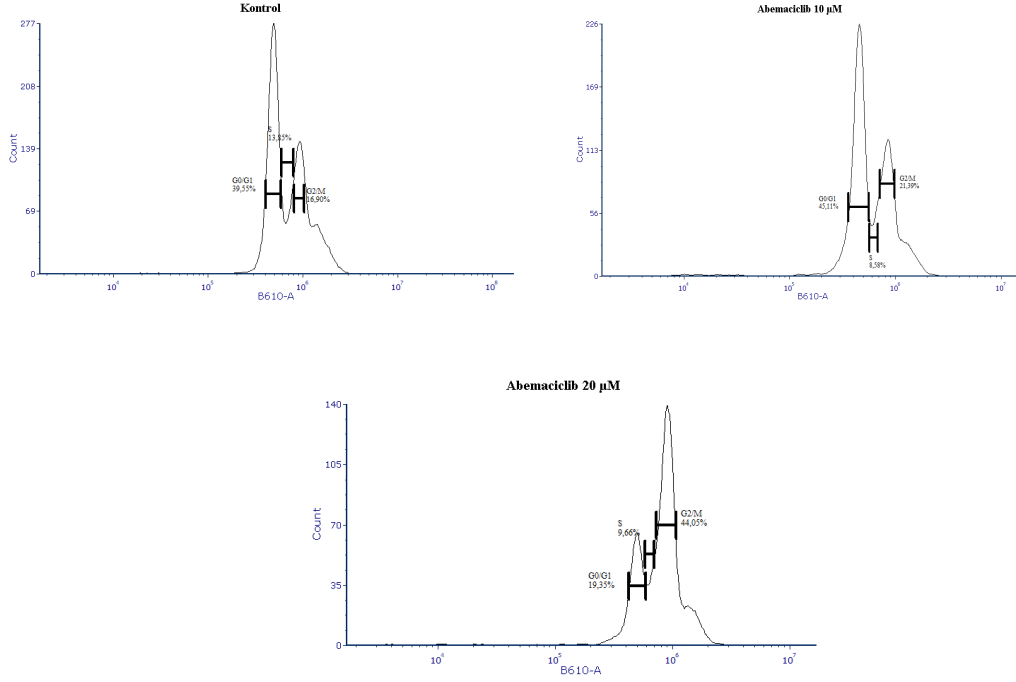 Kontrol
277
208
139
69
0
Count
S
13,85%
G0/G1
39,55%
G2/M
16,90%
10^4
10^5
10^6
10^7
10^8
B610-A
Abemaciclib 10 µM
226
169
113
56
0
Count
G0/G1
45,11%
G2/M
21,39%
S
8,58%
10^4
10^5
10^6
10^7
B610-A
Abemaciclib 20 µM
140
105
70
35
0
Count
S
9,66%
G2/M
44,05%
G0/G1
19,35%
10^4
10^5
10^6
10^7
B610-A